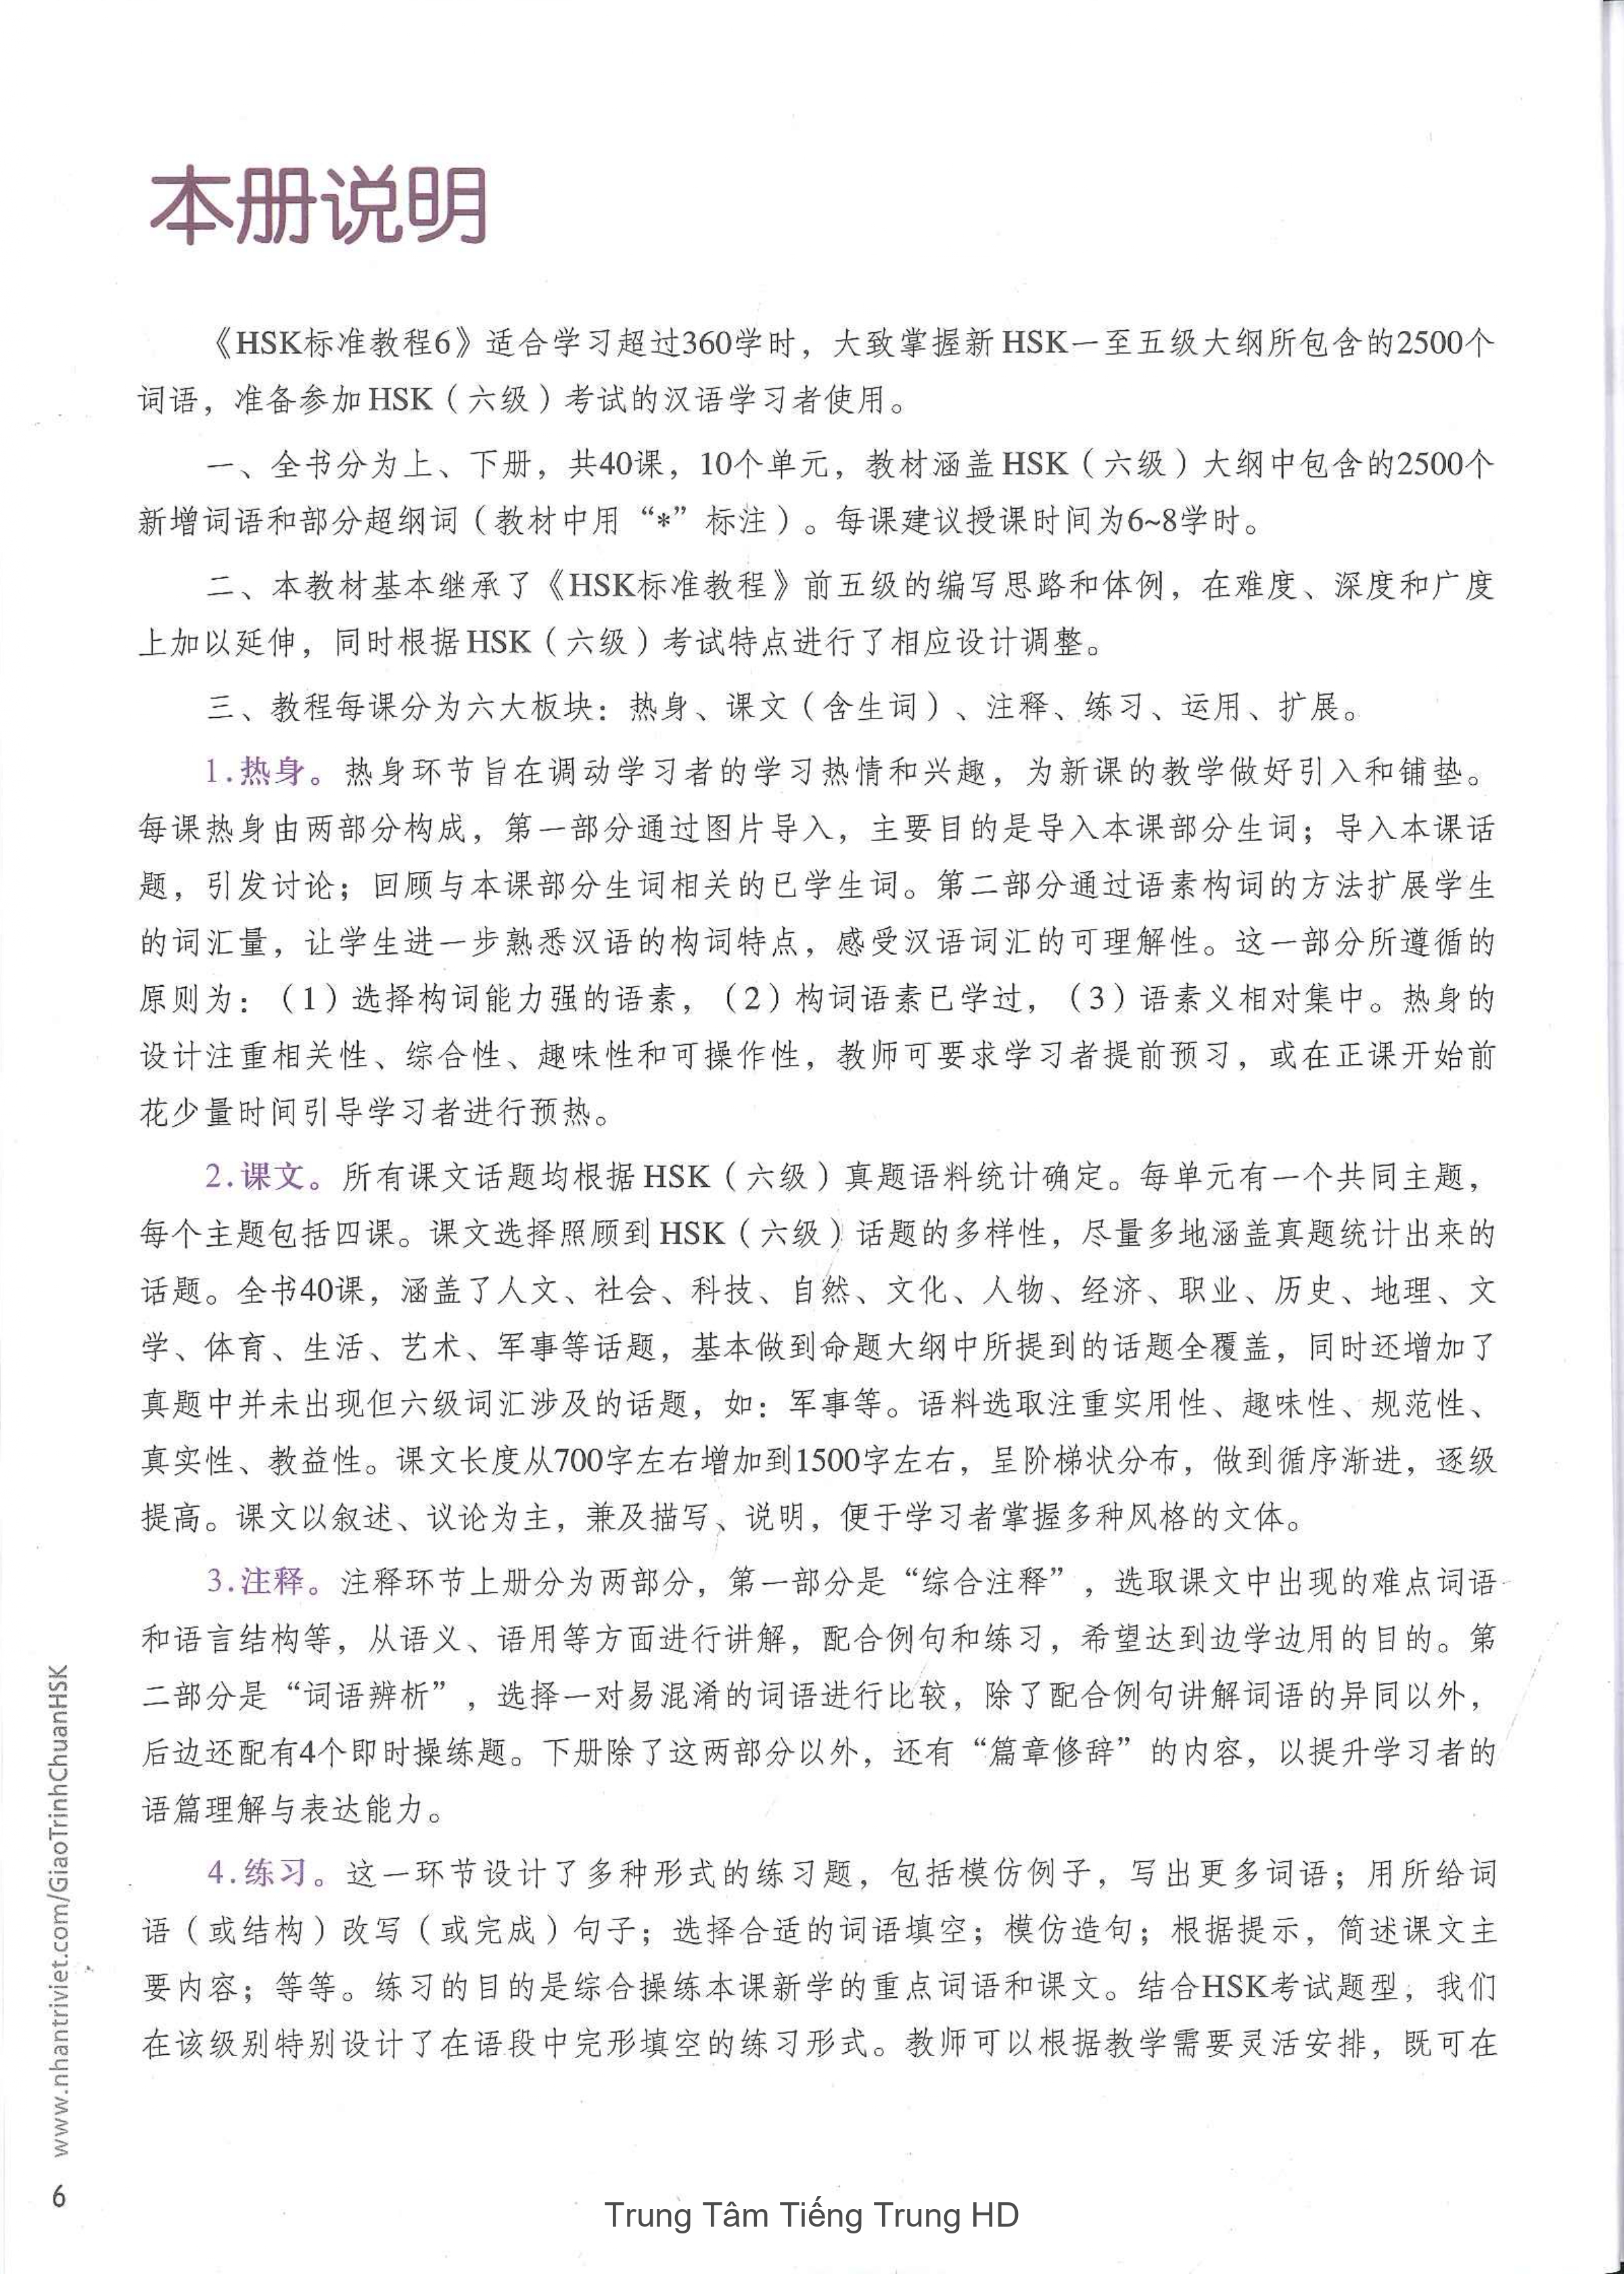 本册说明
《HSK标准教程6》适合学习超过360学时，大致掌握新HSK一至五级大纲所包含的2500个
词语，准备参加HSK（六级）考试的汉语学习者使用。
一、全书分为上、下册，共40课，10个单元，教材涵盖HSK（六级）大纲中包含的2500个
新增词语和部分超纲词（教材中用“*”标注）。每课建议授课时间为6~8学时。
二、本教材基本继承了《HSK标准教程》前五级的编写思路和体例，在难度、深度和广度
上加以延伸，同时根据HSK（六级）考试特点进行了相应设计调整。
三、教程每课分为六大板块：热身、课文（含生词）、注释、练习、运用、扩展。
1.热身。热身环节旨在调动学习者的学习热情和兴趣，为新课的教学做好引入和铺垫。
每课热身由两部分构成，第一部分通过图片导入，主要目的是导入本课部分生词；导入本课话
题，引发讨论；回顾与本课部分生词相关的已学生词。第二部分通过语素构词的方法扩展学生
的词汇量，让学生进一步熟悉汉语的构词特点，感受汉语词汇的可理解性。这一部分所遵循的
原则为：（1）选择构词能力强的语素，（2）构词语素已学过，（3）语素义相对集中。热身的
设计注重相关性、综合性、趣味性和可操作性，教师可要求学习者提前预习，或在正课开始前
花少量时间引导学习者进行预热。
2.课文。所有课文话题均根据HSK（六级）真题语料统计确定。每单元有一个共同主题，
每个主题包括四课。课文选择照顾到HSK（六级）话题的多样性，尽量多地涵盖真题统计出来的
话题。全书40课，涵盖了人文、社会、科技、自然、文化、人物、经济、职业、历史、地理、文
学、体育、生活、艺术、军事等话题，基本做到命题大纲中所提到的话题全覆盖，同时还增加了
真题中并未出现但六级词汇涉及的话题，如：军事等。语料选取注重实用性、趣味性、规范性、
真实性、教益性。课文长度从700字左右增加到1500字左右，呈阶梯状分布，做到循序渐进，逐级
提高。课文以叙述、议论为主，兼及描写、说明，便于学习者掌握多种风格的文体。
3.注释。注释环节上册分为两部分，第一部分是“综合注释”，选取课文中出现的难点词语
和语言结构等，从语义、语用等方面进行讲解，配合例句和练习，希望达到边学边用的目的。第
二部分是“词语辨析”，选择一对易混淆的词语进行比较，除了配合例句讲解词语的异同以外，
后边还配有4个即时操练题。下册除了这两部分以外，还有“篇章修辞”的内容，以提升学习者的
语篇理解与表达能力。
4.练习。这一环节设计了多种形式的练习题，包括模仿例子，写出更多词语；用所给词
语（或结构）改写（或完成）句子；选择合适的词语填空；模仿造句；根据提示，简述课文主
要内容；等等。练习的目的是综合操练本课新学的重点词语和课文。结合HSK考试题型，我们
在该级别特别设计了在语段中完形填空的练习形式。教师可以根据教学需要灵活安排，既可在
www.nhantriviet.com/GiaoTrinhChuanHSK
6
Trung Tâm Tiếng Trung HD